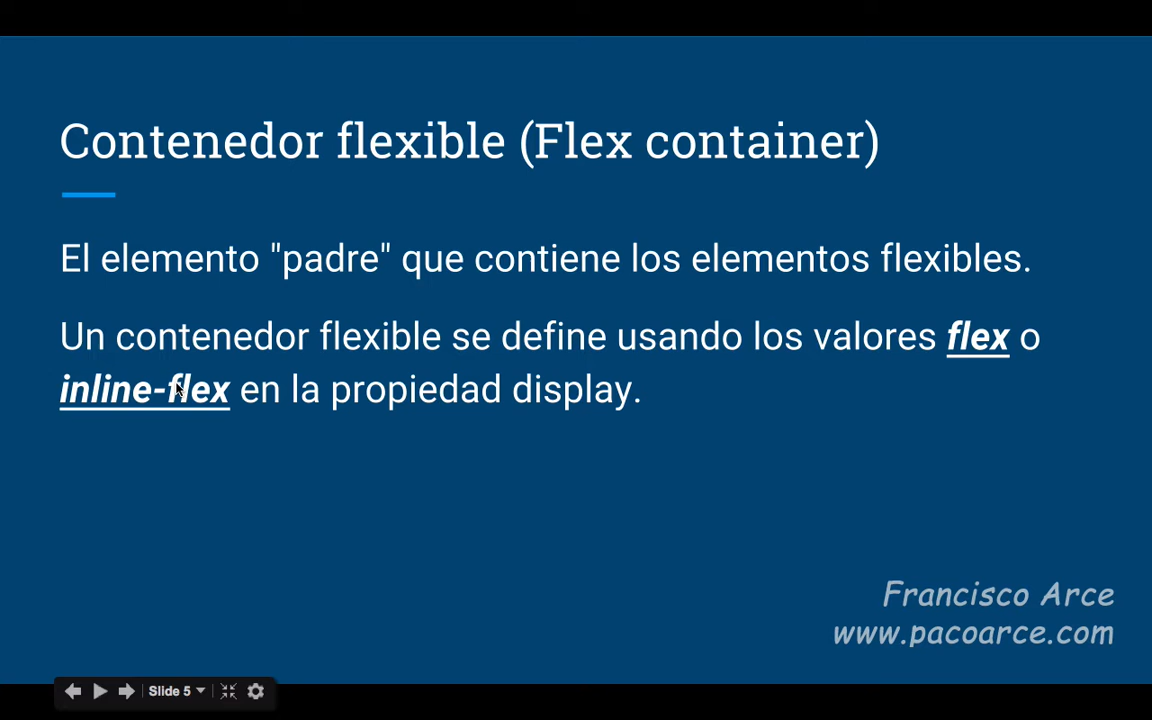 Contenedor flexible (Flex container)
El elemento "padre" que contiene los elementos flexibles.
Un contenedor flexible se define usando los valores flex o
inline-flex en la propiedad display.
Francisco Arce
www.pacoarce.com
Slide 5